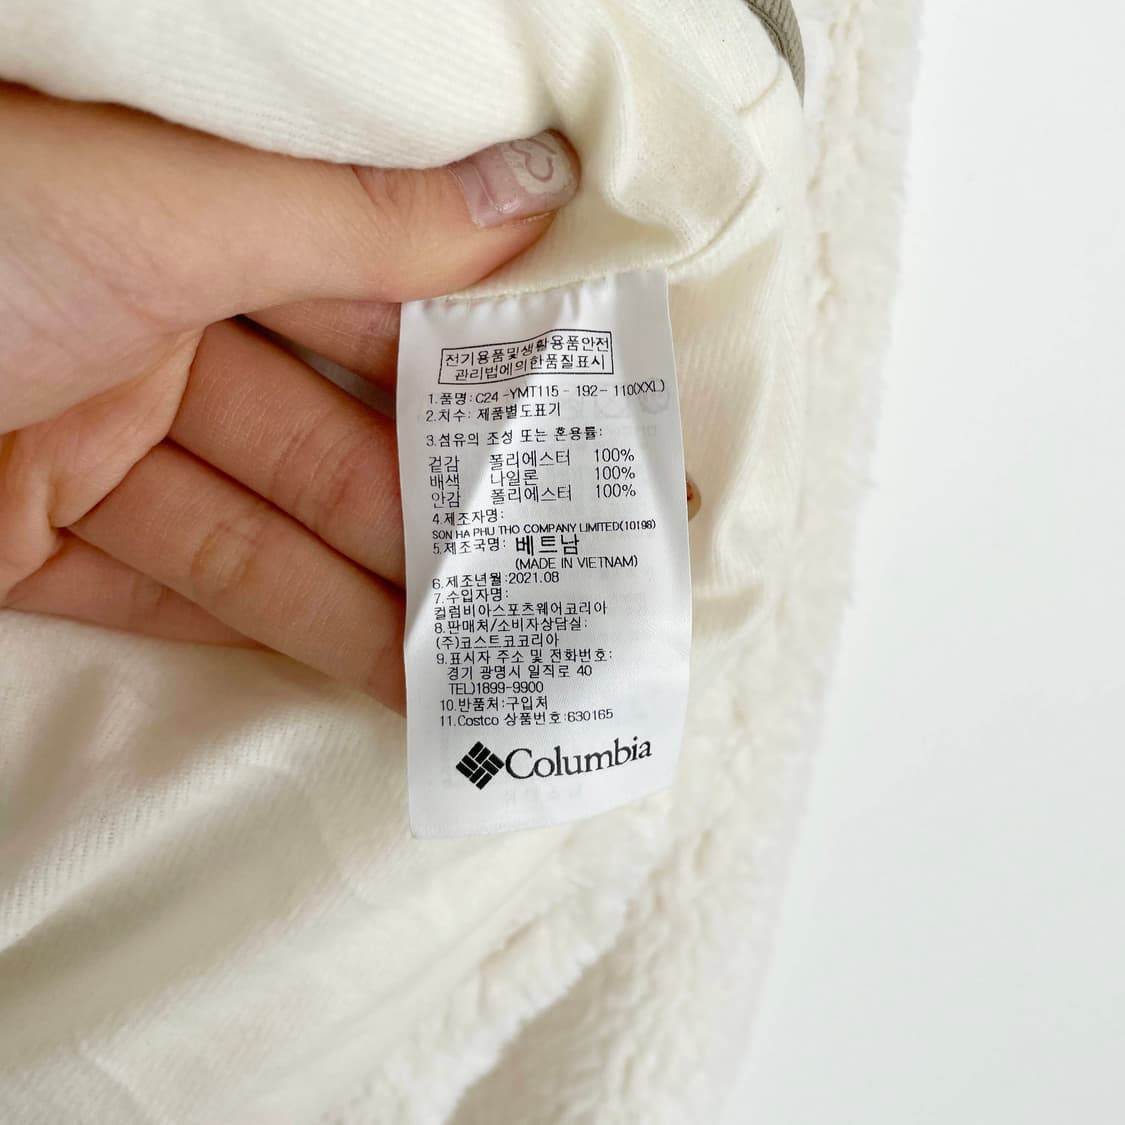 전기용품및생활용품안전
관리법에의한품질표시
1.품명:C24-YMT115-192-110(XXL)
2.치수: 제품별도표기
3.섬유의 조성 또는 혼용률:
겉감 폴리에스터 100%
배색 나일론 100%
안감 폴리에스터 100%
4.제조자명:
SON HA PHU THO COMPANY LIMITED(10198)
5.제조국명: 베트남
(MADE IN VIETNAM)
6.제조년월:2021.08
7.수입자명:
컬럼비아스포츠웨어코리아
8.판매처/소비자상담실:
(주)코스트코코리아
9.표시자 주소 및 전화번호:
경기 광명시 일직로 40
TEL)1899-9900
10.반품처:구입처
11.Costco 상품번호:630165
Columbia